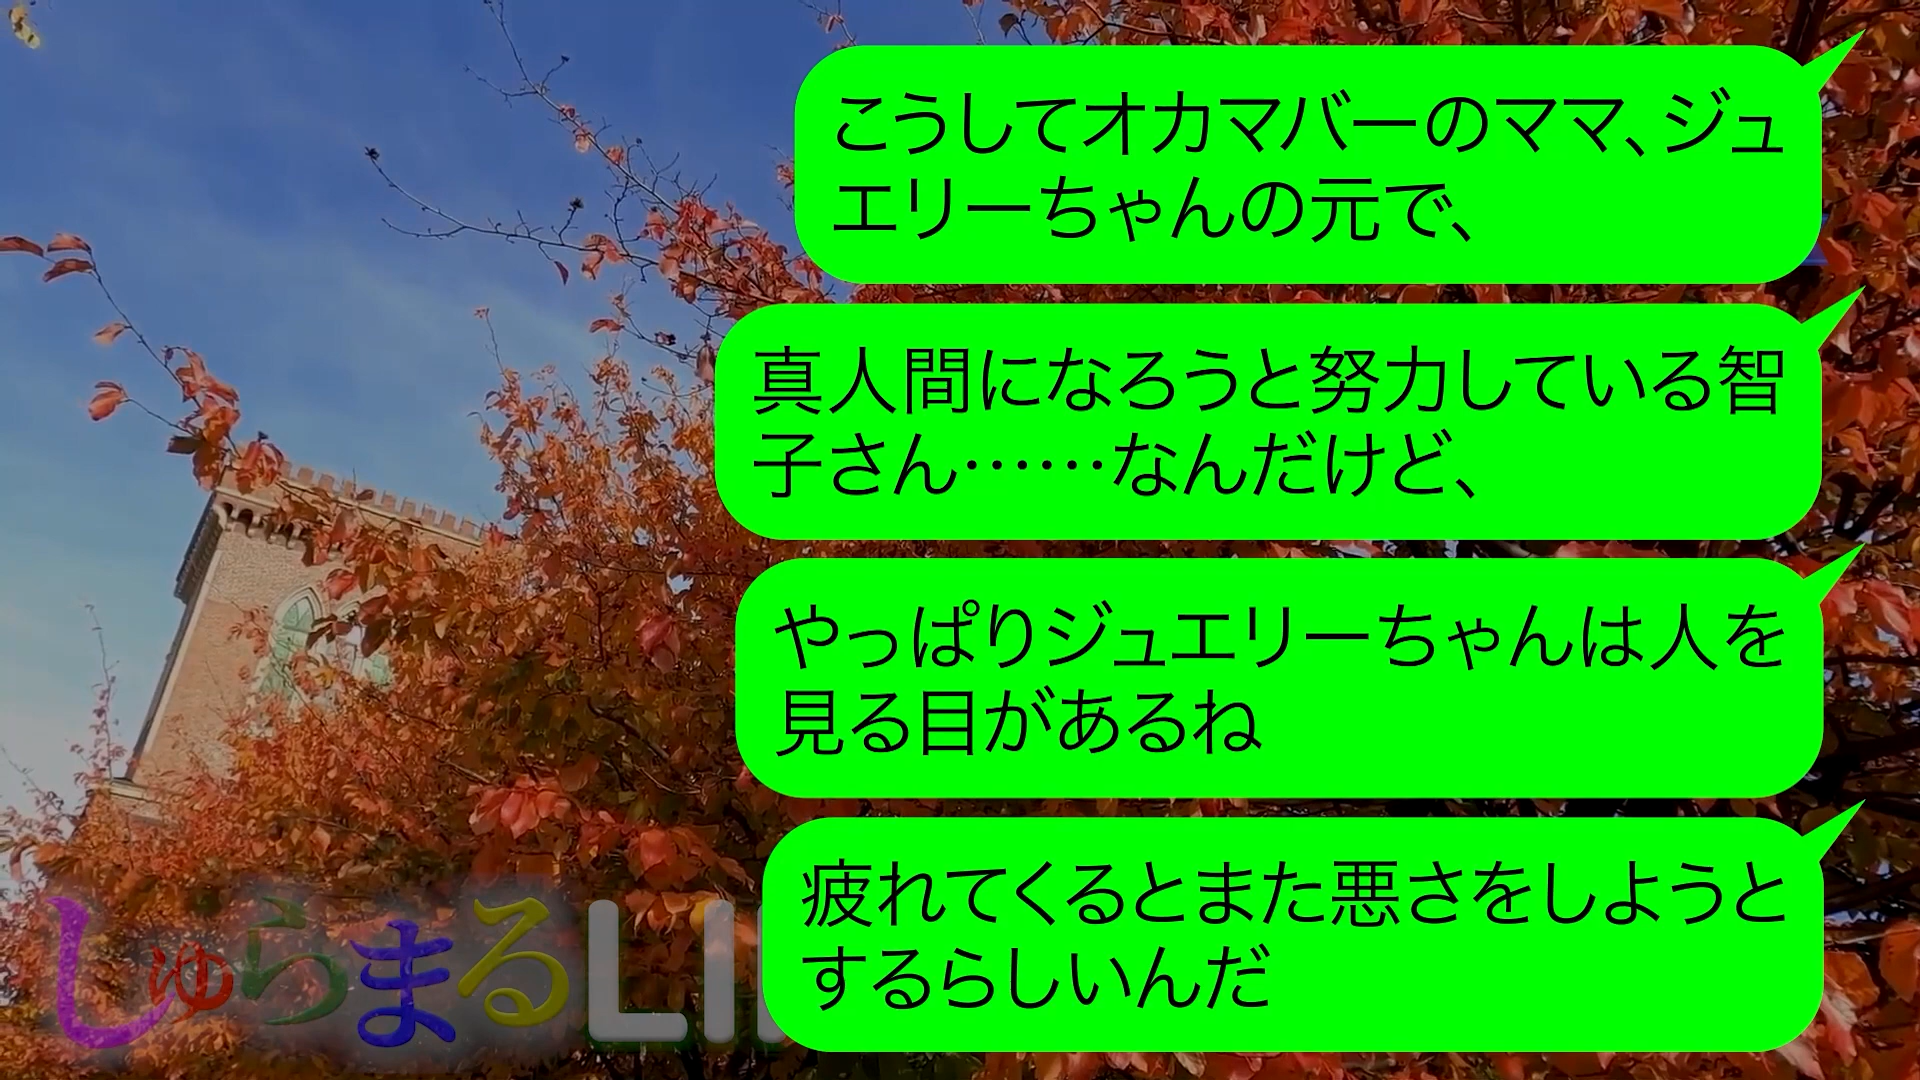 こうしてオカマバーのママ、ジュ
エリーちゃんの元で、
真人間になろうと努力している智
子さん……なんだけど、
やっぱりジュエリーちゃんは人を
見る目があるね
疲れてくるとまた悪さをしようと
するらしいんだ
しゅらまるLI